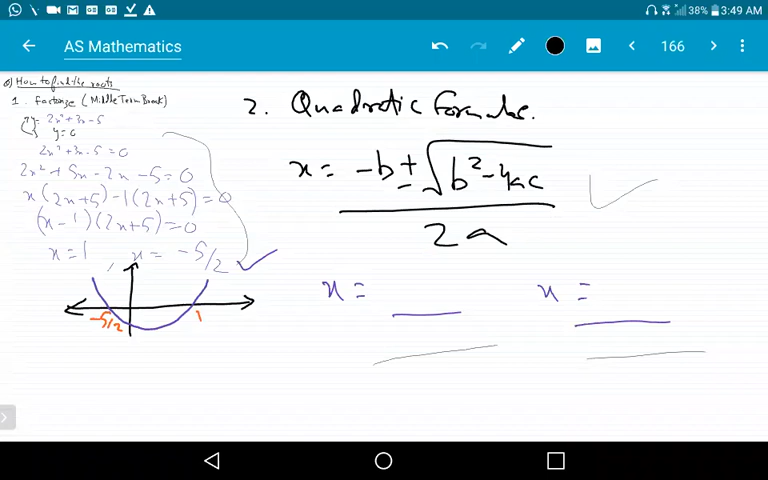 38% 3:49 AM
AS Mathematics
166
Q) How to find the roots
1. Factorize (Middle Term Break)
y = 2x² + 3x - 5
y = 0
2x² + 3x - 5 = 0
2x² + 5x - 2x - 5 = 0
x(2x+5) -1(2x+5) = 0
(x-1)(2x+5) = 0
x = 1 x = -5/2
-5/2 1
2. Quadratic Formula.
x = -b ± √b² - 4ac
2a
x = x =